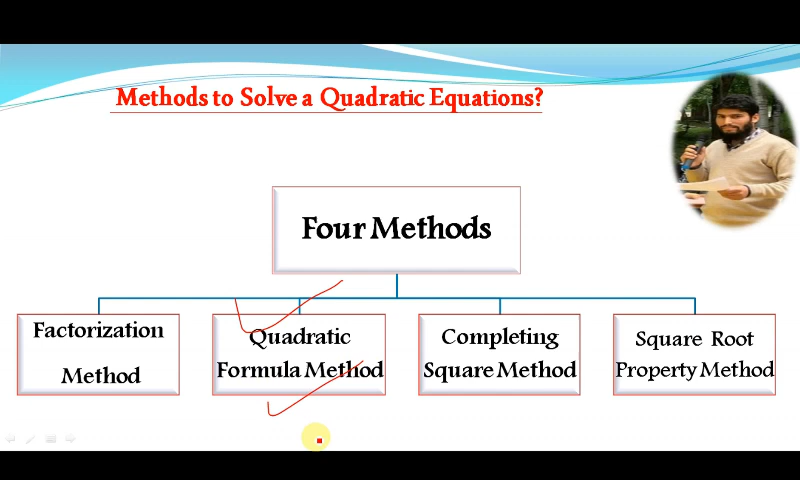 Methods to Solve a Quadratic Equations?
Four Methods
Factorization
Method
Quadratic
Formula Method
Completing
Square Method
Square Root
Property Method